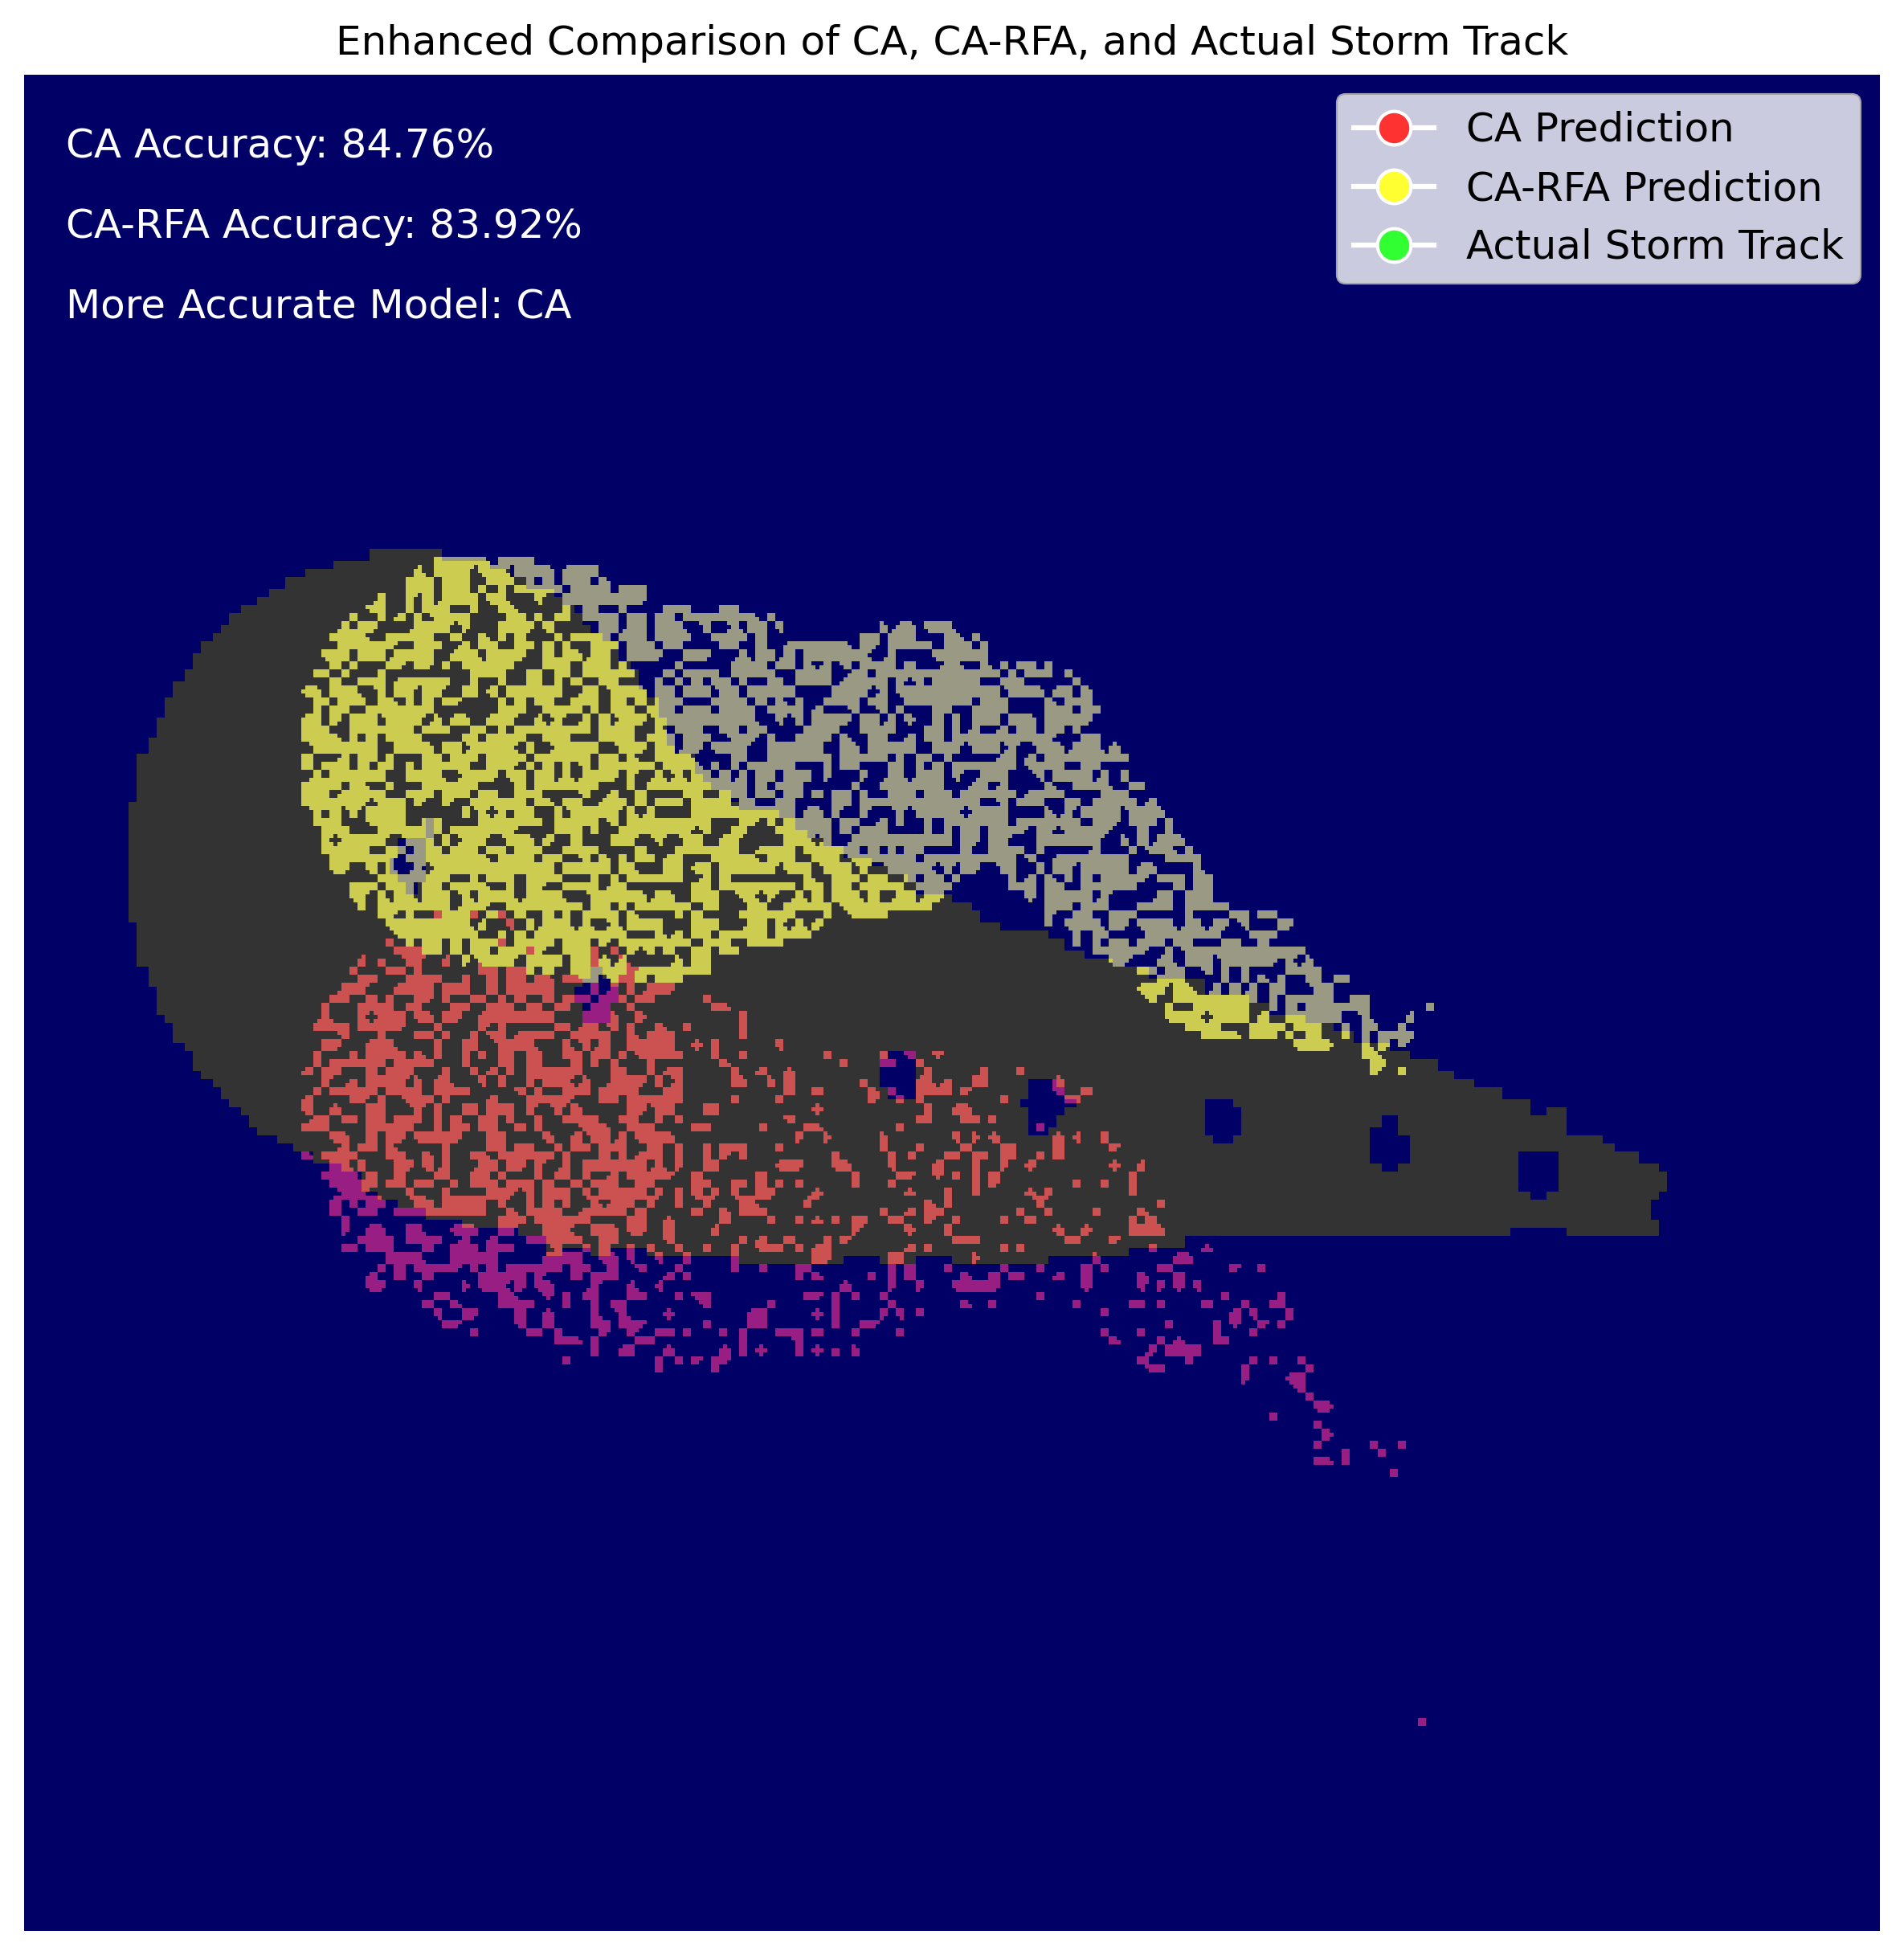 Enhanced Comparison of CA, CA-RFA, and Actual Storm Track
CA Accuracy: 84.76%
CA-RFA Accuracy: 83.92%
More Accurate Model: CA
CA Prediction
CA-RFA Prediction
Actual Storm Track